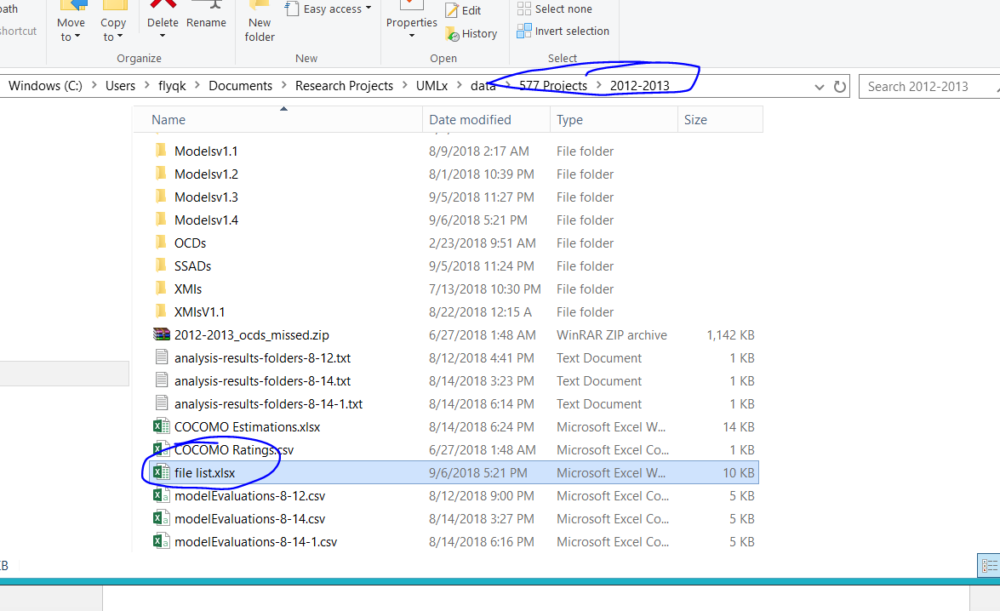 path
shortcut
Move to
Copy to
Delete
Rename
Organize
New folder
Easy access
New
Properties
Edit
History
Open
Select none
Invert selection
Select
Windows (C:) > Users > flyqk > Documents > Research Projects > UMLx > data > 577 Projects > 2012-2013
Search 2012-2013
Name Date modified Type Size
Modelsv1.1 8/9/2018 2:17 AM File folder
Modelsv1.2 8/1/2018 10:39 PM File folder
Modelsv1.3 9/5/2018 11:27 PM File folder
Modelsv1.4 9/6/2018 5:21 PM File folder
OCDs 2/23/2018 9:51 AM File folder
SSADs 9/5/2018 11:24 PM File folder
XMIs 7/13/2018 10:30 PM File folder
XMIsV1.1 8/22/2018 12:15 A File folder
2012-2013_ocds_missed.zip 6/27/2018 1:48 AM WinRAR ZIP archive 1,142 KB
analysis-results-folders-8-12.txt 8/12/2018 4:41 PM Text Document 1 KB
analysis-results-folders-8-14.txt 8/14/2018 3:23 PM Text Document 1 KB
analysis-results-folders-8-14-1.txt 8/14/2018 6:14 PM Text Document 1 KB
COCOMO Estimations.xlsx 8/14/2018 6:24 PM Microsoft Excel W... 14 KB
COCOMO Ratings.csv 6/27/2018 1:48 AM Microsoft Excel Co... 1 KB
file list.xlsx 9/6/2018 5:21 PM Microsoft Excel W... 10 KB
modelEvaluations-8-12.csv 8/12/2018 9:00 PM Microsoft Excel Co... 5 KB
modelEvaluations-8-14.csv 8/14/2018 3:27 PM Microsoft Excel Co... 5 KB
modelEvaluations-8-14-1.csv 8/14/2018 6:16 PM Microsoft Excel Co... 5 KB
KB